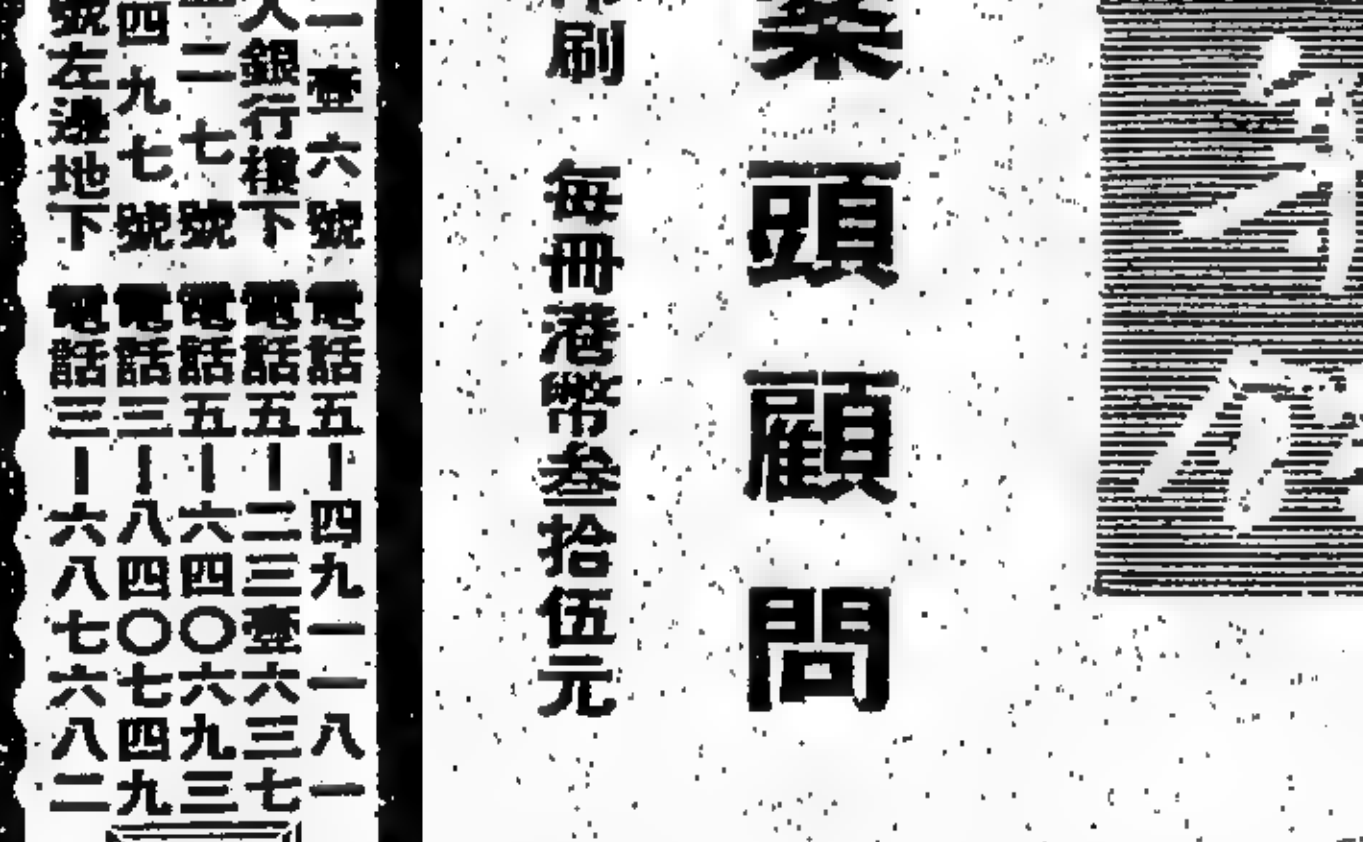 頭顧問
刷 每冊港幣叁拾伍元
一壹六號 電話五－四九一一八一
人銀行樓下 電話五－二三壹六三七
二七號 電話五－六四〇六九三
四九七號 電話三－八四〇七四九
號左邊地下 電話三－六八七六八二